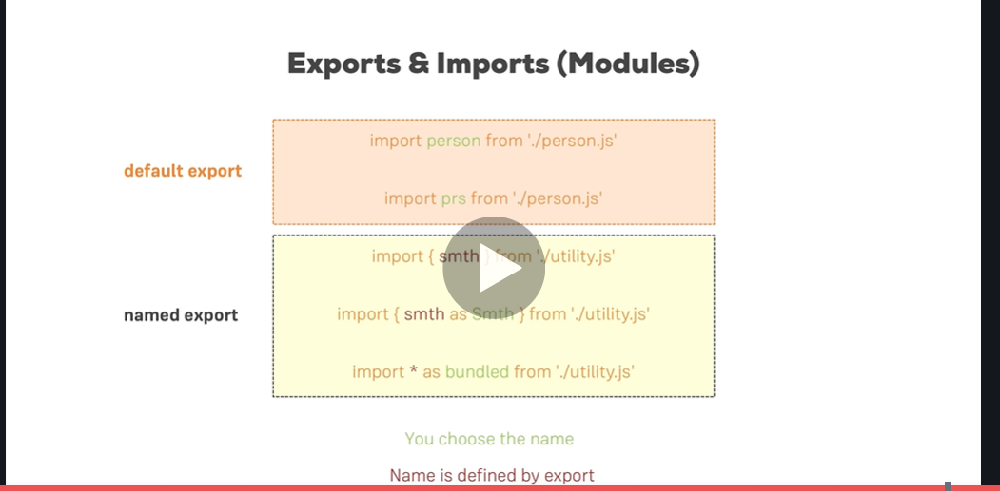 Exports & Imports (Modules)
import person from './person.js'
default export
import prs from './person.js'
import { smth } from './utility.js'
named export
import { smth as Smth } from './utility.js'
import * as bundled from './utility.js'
You choose the name
Name is defined by export